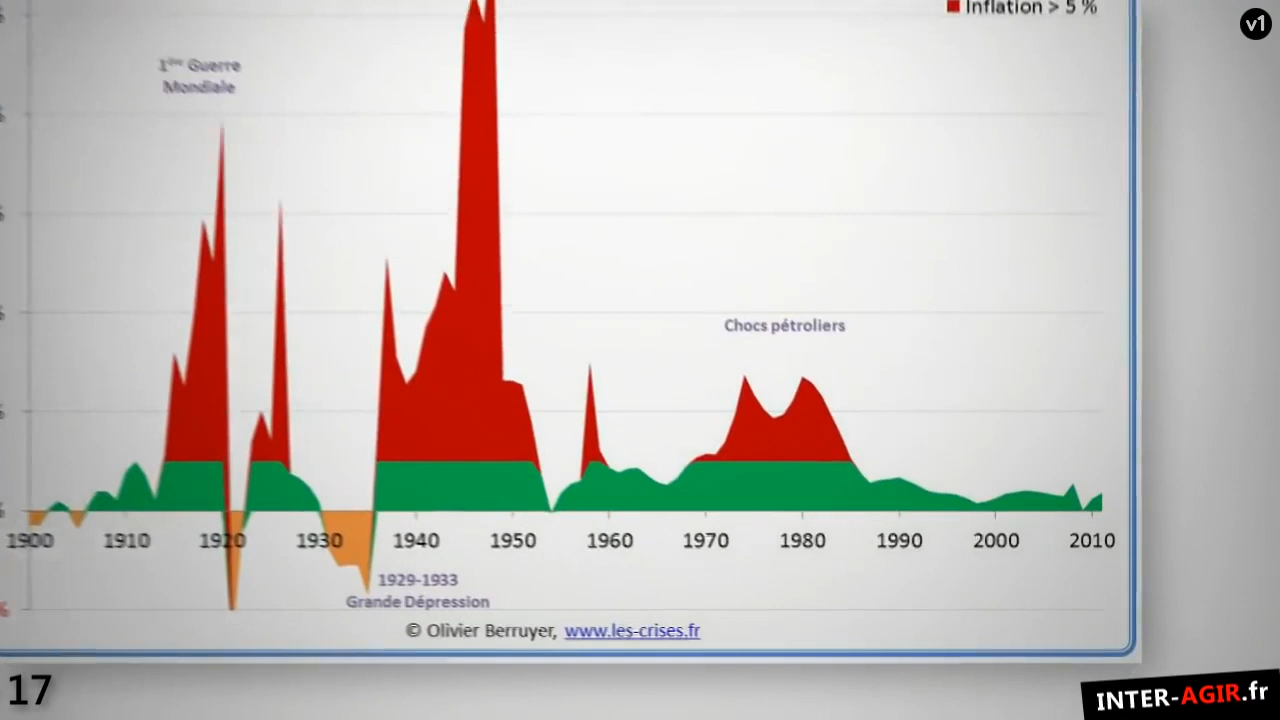 Inflation > 5 %
v1
1ère Guerre
Mondiale
Chocs pétroliers
1900 1910 1920 1930 1940 1950 1960 1970 1980 1990 2000 2010
1929-1933
Grande Dépression
%
© Olivier Berruyer, www.les-crises.fr
17
INTER-AGIR.fr